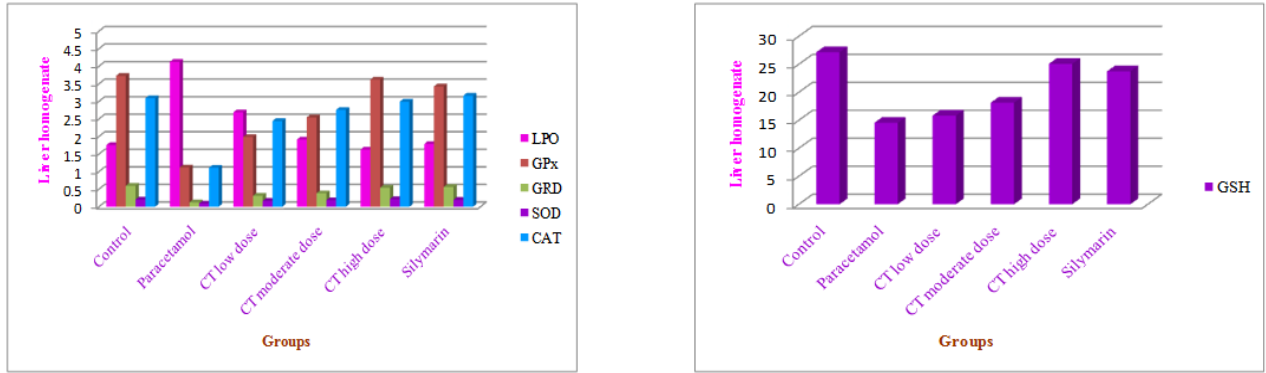 5
4.5
4
3.5
3
2.5
2
1.5
1
0.5
0
Liver homogenate
Control
Paracetamol
CT low dose
CT moderate dose
CT high dose
Silymarin
Groups
LPO
GPx
GRD
SOD
CAT
30
25
20
15
10
5
0
Liver homogenate
Control
Paracetamol
CT low dose
CT moderate dose
CT high dose
Silymarin
Groups
GSH